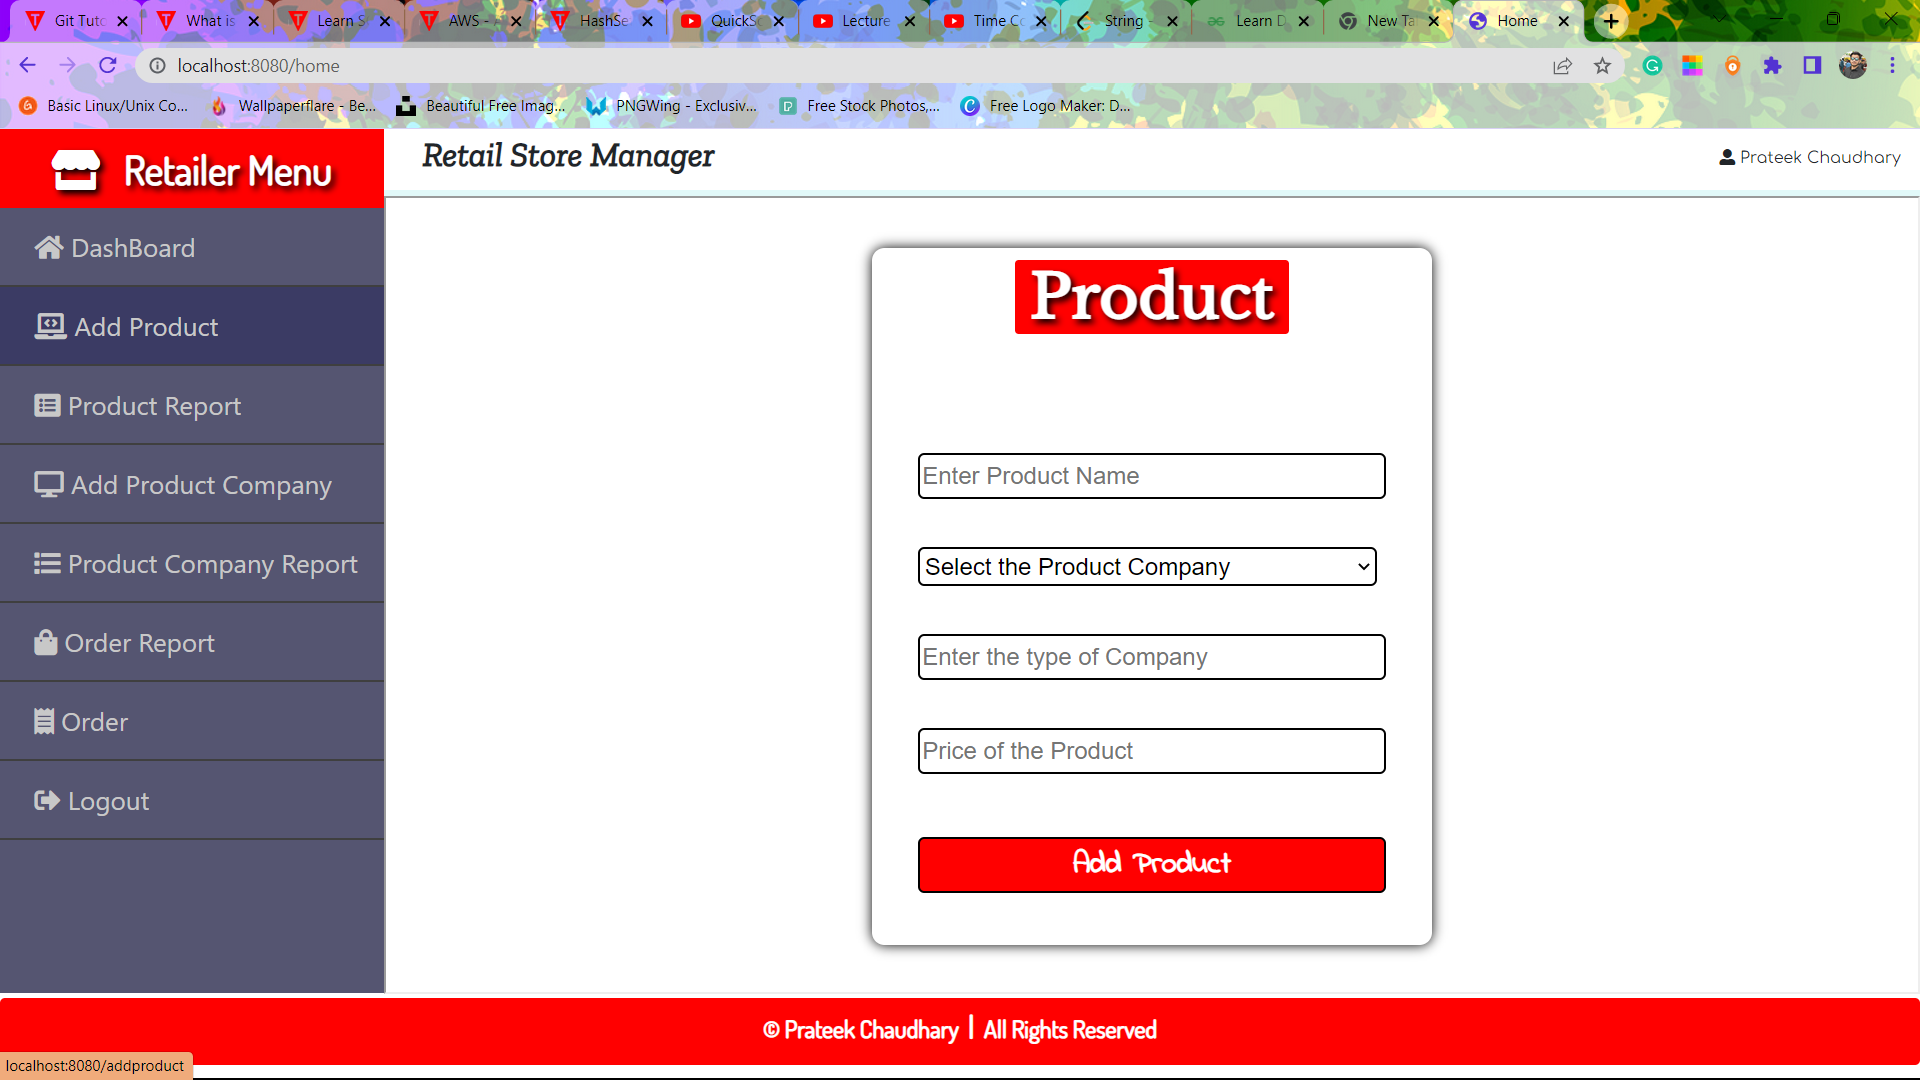 Git Tuto
What is
Learn S
AWS -
HashSe
QuickSo
Lecture
Time Co
String -
Learn D
New Ta
Home
localhost:8080/home
Basic Linux/Unix Co...
Wallpaperflare - Be...
Beautiful Free Imag...
PNGWing - Exclusiv...
Free Stock Photos,...
Free Logo Maker: D...
Retailer Menu
Retail Store Manager
Prateek Chaudhary
DashBoard
Add Product
Product Report
Add Product Company
Product Company Report
Order Report
Order
Logout
Product
Enter Product Name
Select the Product Company
Enter the type of Company
Price of the Product
Add Product
© Prateek Chaudhary | All Rights Reserved
localhost:8080/addproduct